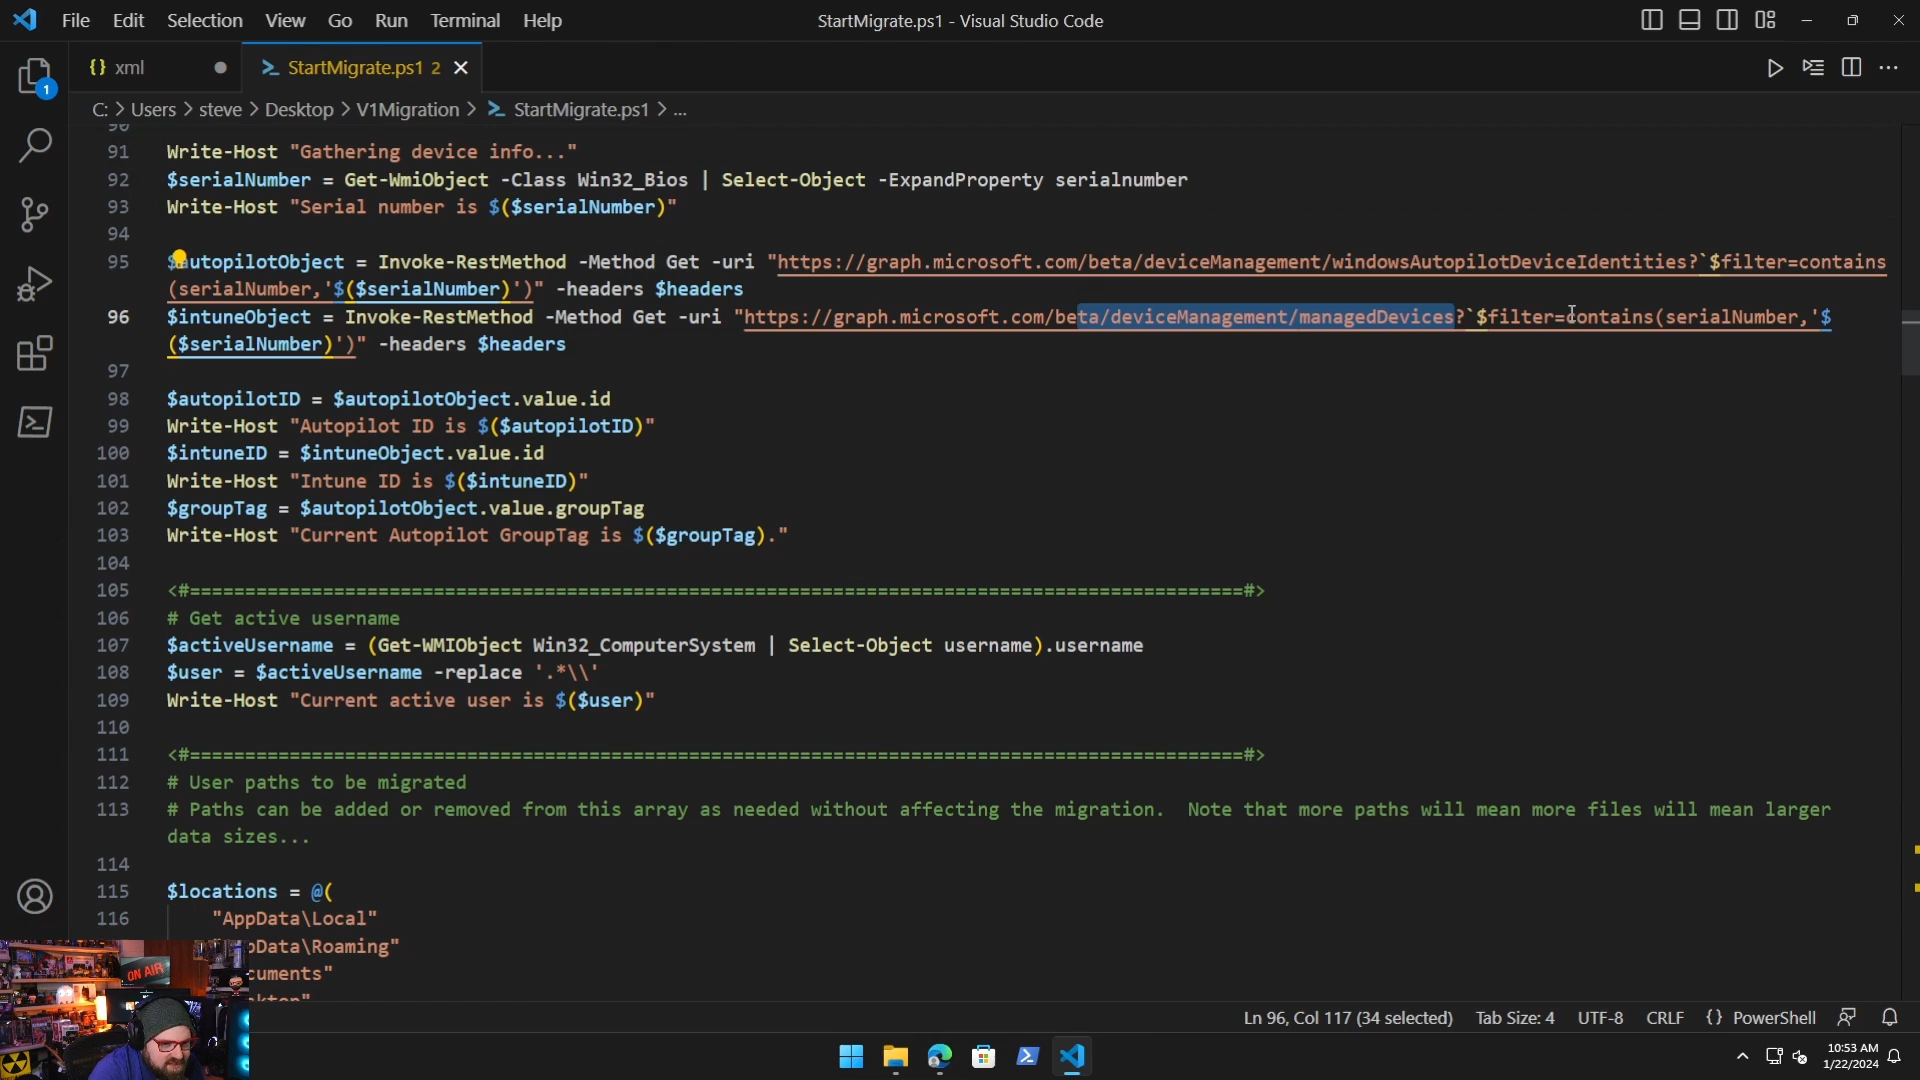 File Edit Selection View Go Run Terminal Help
StartMigrate.ps1 - Visual Studio Code
{} xml
StartMigrate.ps1 2
C: > Users > steve > Desktop > V1Migration > StartMigrate.ps1 > ...
1
90
91 Write-Host "Gathering device info..."
92 $serialNumber = Get-WmiObject -Class Win32_Bios | Select-Object -ExpandProperty serialnumber
93 Write-Host "Serial number is $($serialNumber)"
94
95 $autopilotObject = Invoke-RestMethod -Method Get -uri "https://graph.microsoft.com/beta/deviceManagement/windowsAutopilotDeviceIdentities?`$filter=contains
(serialNumber,'$($serialNumber)')" -headers $headers
96 $intuneObject = Invoke-RestMethod -Method Get -uri "https://graph.microsoft.com/beta/deviceManagement/managedDevices?`$filter=contains(serialNumber,'$
($serialNumber)')" -headers $headers
97
98 $autopilotID = $autopilotObject.value.id
99 Write-Host "Autopilot ID is $($autopilotID)"
100 $intuneID = $intuneObject.value.id
101 Write-Host "Intune ID is $($intuneID)"
102 $groupTag = $autopilotObject.value.groupTag
103 Write-Host "Current Autopilot GroupTag is $($groupTag)."
104
105 <#===============================================================================================#>
106 # Get active username
107 $activeUsername = (Get-WMIObject Win32_ComputerSystem | Select-Object username).username
108 $user = $activeUsername -replace '.*\\'
109 Write-Host "Current active user is $($user)"
110
111 <#===============================================================================================#>
112 # User paths to be migrated
113 # Paths can be added or removed from this array as needed without affecting the migration.  Note that more paths will mean more files will mean larger
data sizes...
114
115 $locations = @(
116 "AppData\Local"
pData\Roaming"
cuments"
ktop"
ON AIR
Ln 96, Col 117 (34 selected) Tab Size: 4 UTF-8 CRLF {} PowerShell
10:53 AM
1/22/2024